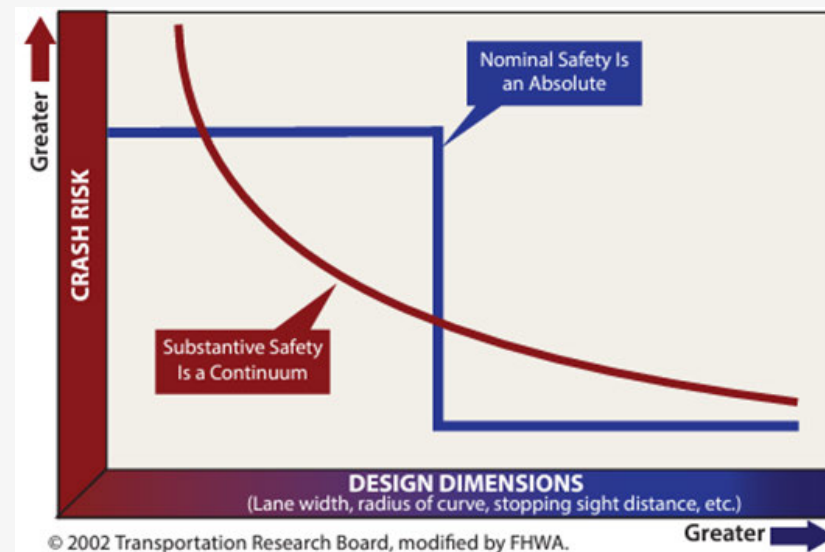 Greater
CRASH RISK
Nominal Safety Is
an Absolute
Substantive Safety
Is a Continuum
DESIGN DIMENSIONS
(Lane width, radius of curve, stopping sight distance, etc.)
Greater
© 2002 Transportation Research Board, modified by FHWA.